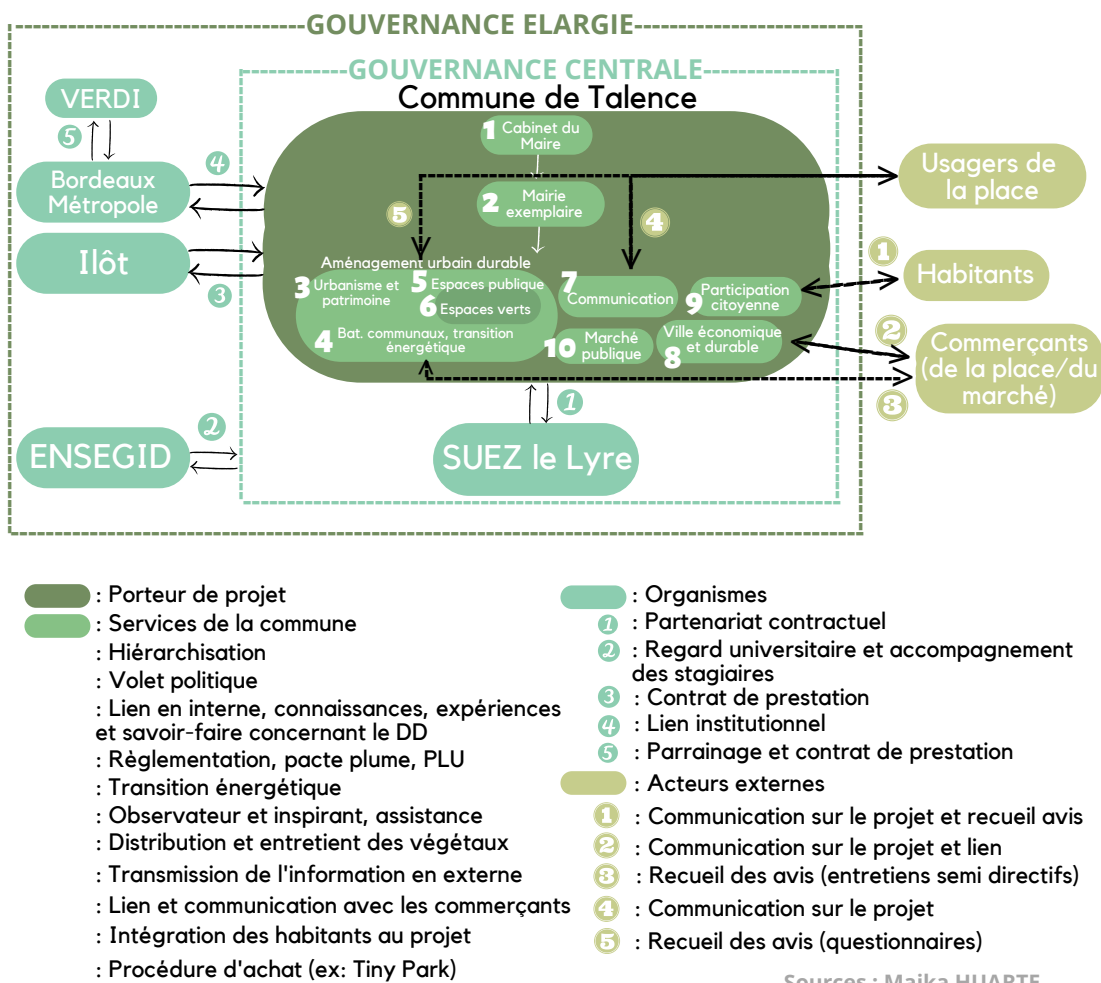 GOUVERNANCE ELARGIE
GOUVERNANCE CENTRALE
Commune de Talence
VERDI
5
Bordeaux
Métropole
4
Ilôt
3
ENSEGID
2
1 Cabinet du
Maire
2 Mairie
exemplaire
5
4
Aménagement urbain durable
3 Urbanisme et
patrimoine
5 Espaces publique
6 Espaces verts
4 Bat. communaux, transition
énergétique
7
Communication
9 Participation
citoyenne
10 Marché
publique
Ville économique
et durable
8
1
SUEZ le Lyre
Usagers de
la place
1
Habitants
2
Commerçants
(de la place/du
marché)
3
: Porteur de projet
: Services de la commune
: Hiérarchisation
: Volet politique
: Lien en interne, connaissances, expériences
et savoir-faire concernant le DD
: Règlementation, pacte plume, PLU
: Transition énergétique
: Observateur et inspirant, assistance
: Distribution et entretient des végétaux
: Transmission de l'information en externe
: Lien et communication avec les commerçants
: Intégration des habitants au projet
: Procédure d'achat (ex: Tiny Park)
: Organismes
1 : Partenariat contractuel
2 : Regard universitaire et accompagnement
des stagiaires
3 : Contrat de prestation
4 : Lien institutionnel
5 : Parrainage et contrat de prestation
: Acteurs externes
1 : Communication sur le projet et recueil avis
2 : Communication sur le projet et lien
3 : Recueil des avis (entretiens semi directifs)
4 : Communication sur le projet
5 : Recueil des avis (questionnaires)
Sources : Maika HUARTE